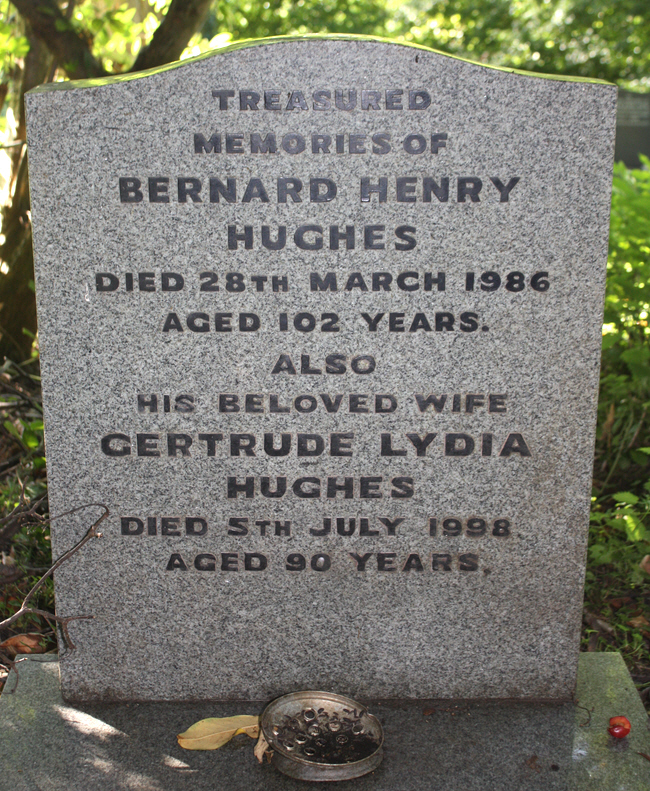 TREASURED
MEMORIES OF
BERNARD HENRY
HUGHES
DIED 28TH MARCH 1986
AGED 102 YEARS.
ALSO
HIS BELOVED WIFE
GERTRUDE LYDIA
HUGHES
DIED 5TH JULY 1998
AGED 90 YEARS.